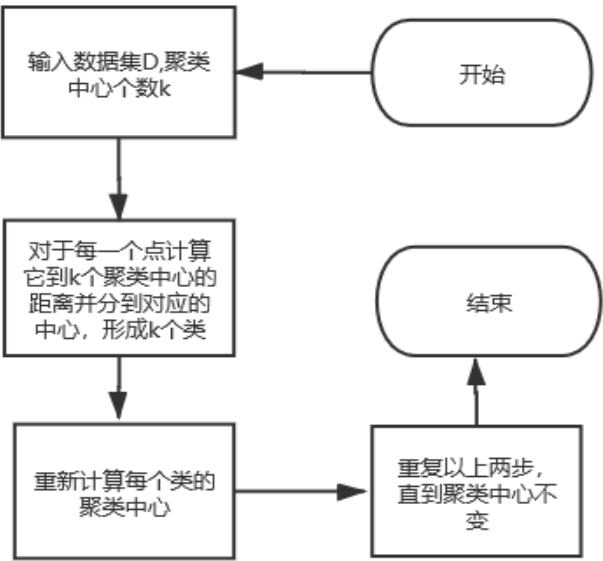 开始
输入数据集D,聚类
中心个数k
对于每一个点计算
它到k个聚类中心的
距离并分到对应的
中心，形成k个类
重新计算每个类的
聚类中心
重复以上两步，
直到聚类中心不
变
结束